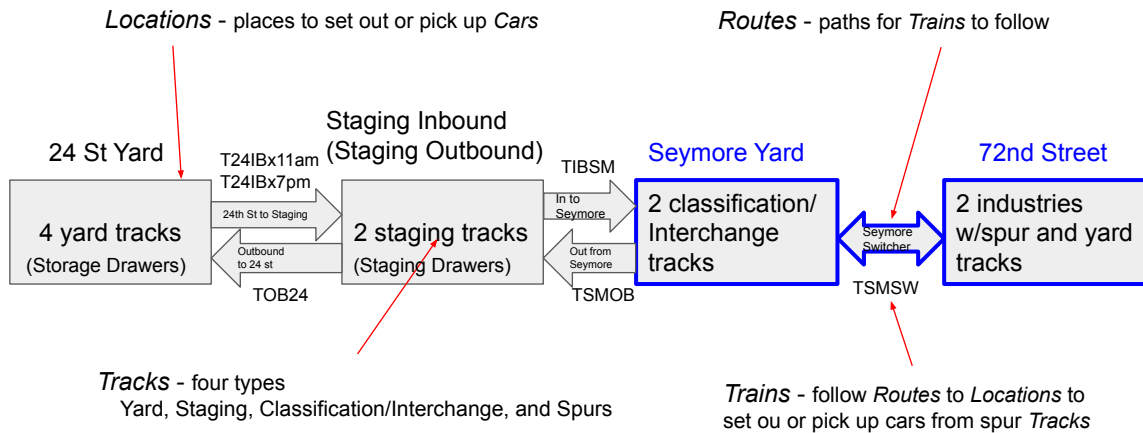 Locations - places to set out or pick up Cars
Routes - paths for Trains to follow
24 St Yard
T24IBx11am
T24IBx7pm
Staging Inbound
(Staging Outbound)
TIBSM
Seymore Yard
72nd Street
4 yard tracks
(Storage Drawers)
24th St to Staging
Outbound
to 24 st
TOB24
2 staging tracks
(Staging Drawers)
In to
Seymore
Out from
Seymore
TSMOB
2 classification/
Interchange
tracks
Seymore
Switcher
TSMSW
2 industries
w/spur and yard
tracks
Tracks - four types
Yard, Staging, Classification/Interchange, and Spurs
Trains - follow Routes to Locations to
set ou or pick up cars from spur Tracks